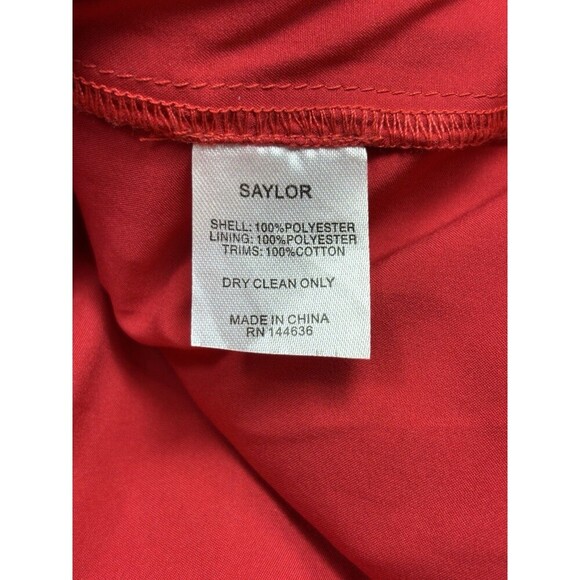 SAYLOR
SHELL: 100%POLYESTER
LINING: 100%POLYESTER
TRIMS: 100%COTTON
DRY CLEAN ONLY
MADE IN CHINA
RN 144636